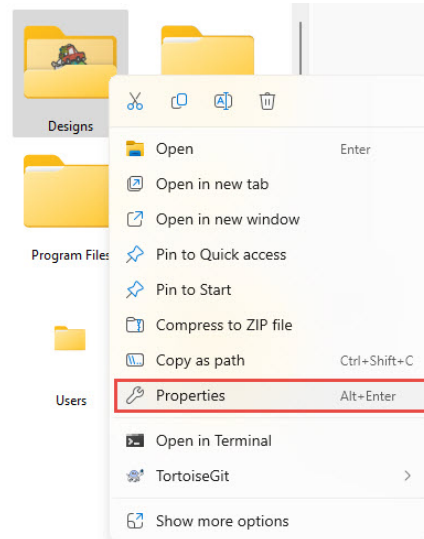 Designs
Program Files
Users
Open Enter
Open in new tab
Open in new window
Pin to Quick access
Pin to Start
Compress to ZIP file
Copy as path Ctrl+Shift+C
Properties Alt+Enter
Open in Terminal
TortoiseGit
Show more options